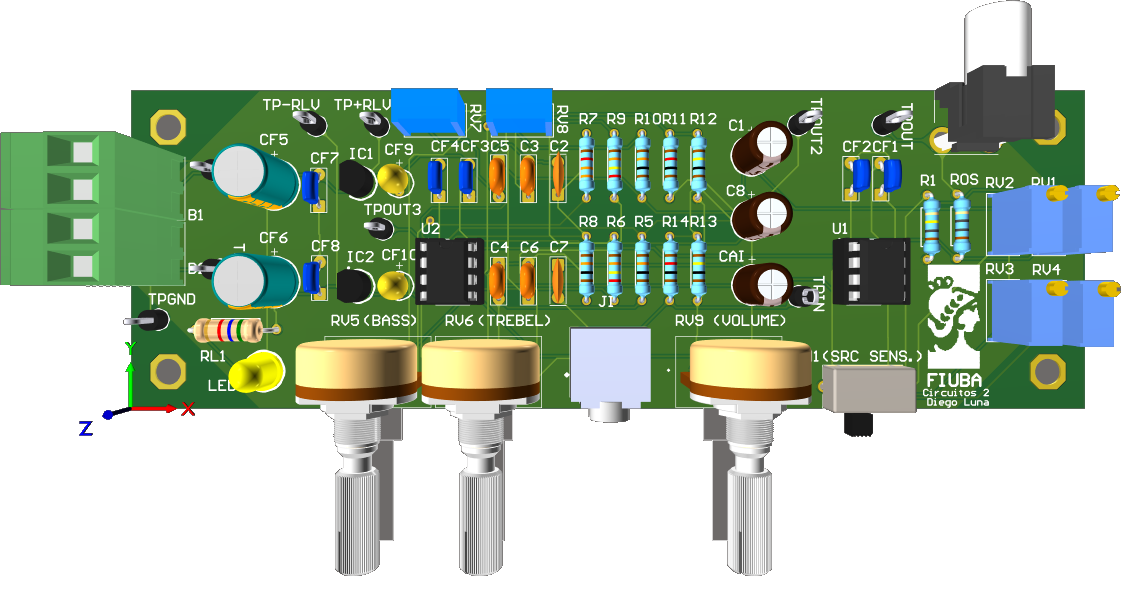 TP-RLV TP+RLV
RV7
RV8
R7 R9 R10 R11 R12
C1
TPOUT
CF5
CF7
IC1
CF9
CF4 CF3 C5 C3 C2
CF2 CF1
R1
ROS
RV2
RV1
C8
B1
TPOUT3
U2
R8 R6 R5 R14 R13
U1
CF6
CF8
IC2
C4 C6 C7
CAI
RV3
RV4
TPGND
J1
TPIN
RV5(BASS)
RV6(TREBEL)
RV9 (VOLUME)
RL1
1(SRC SENS.)
FIUBA
Circuitos 2
Diego Luna
Y
X
Z